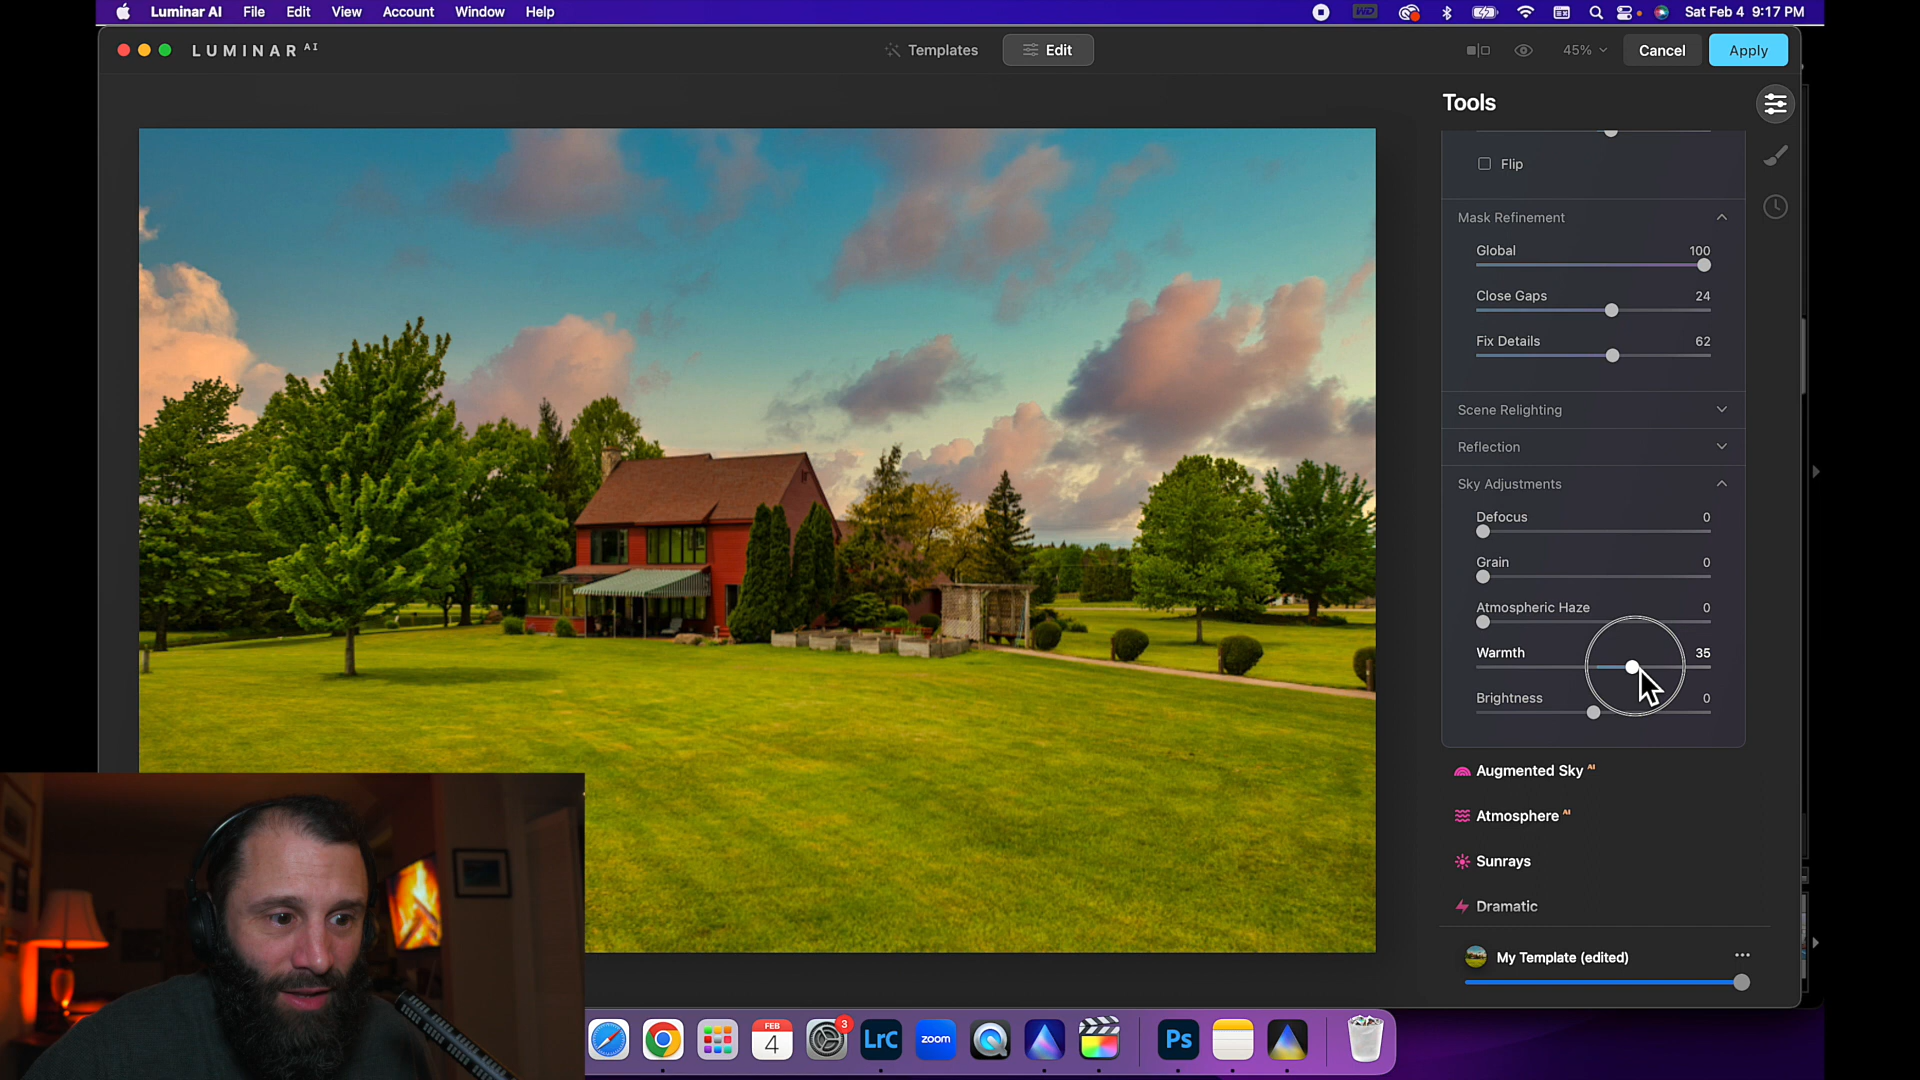 Luminar AI File Edit View Account Window Help WD Sat Feb 4 9:17 PM
LUMINAR AI Templates Edit 45% Cancel Apply
Tools
Flip
Mask Refinement
Global 100
Close Gaps 24
Fix Details 62
Scene Relighting
Reflection
Sky Adjustments
Defocus 0
Grain 0
Atmospheric Haze 0
Warmth 35
Brightness 0
Augmented Sky AI
Atmosphere AI
Sunrays
Dramatic
My Template (edited)
FEB
4
3
LrC
zoom
Ps